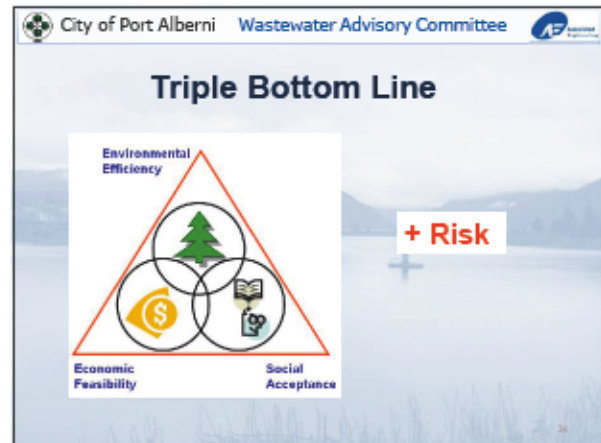 City of Port Alberni Wastewater Advisory Committee
Triple Bottom Line
Environmental
Efficiency
+ Risk
$
Economic
Feasibility
Social
Acceptance